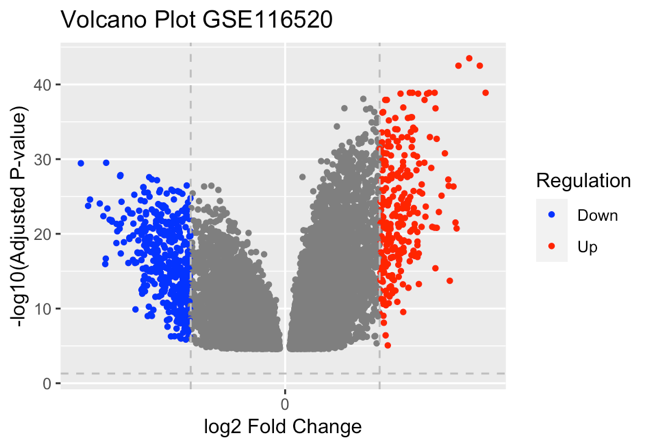 Volcano Plot GSE116520
-log10(Adjusted P-value)
40
30
20
10
0
0
log2 Fold Change
Regulation
Down
Up